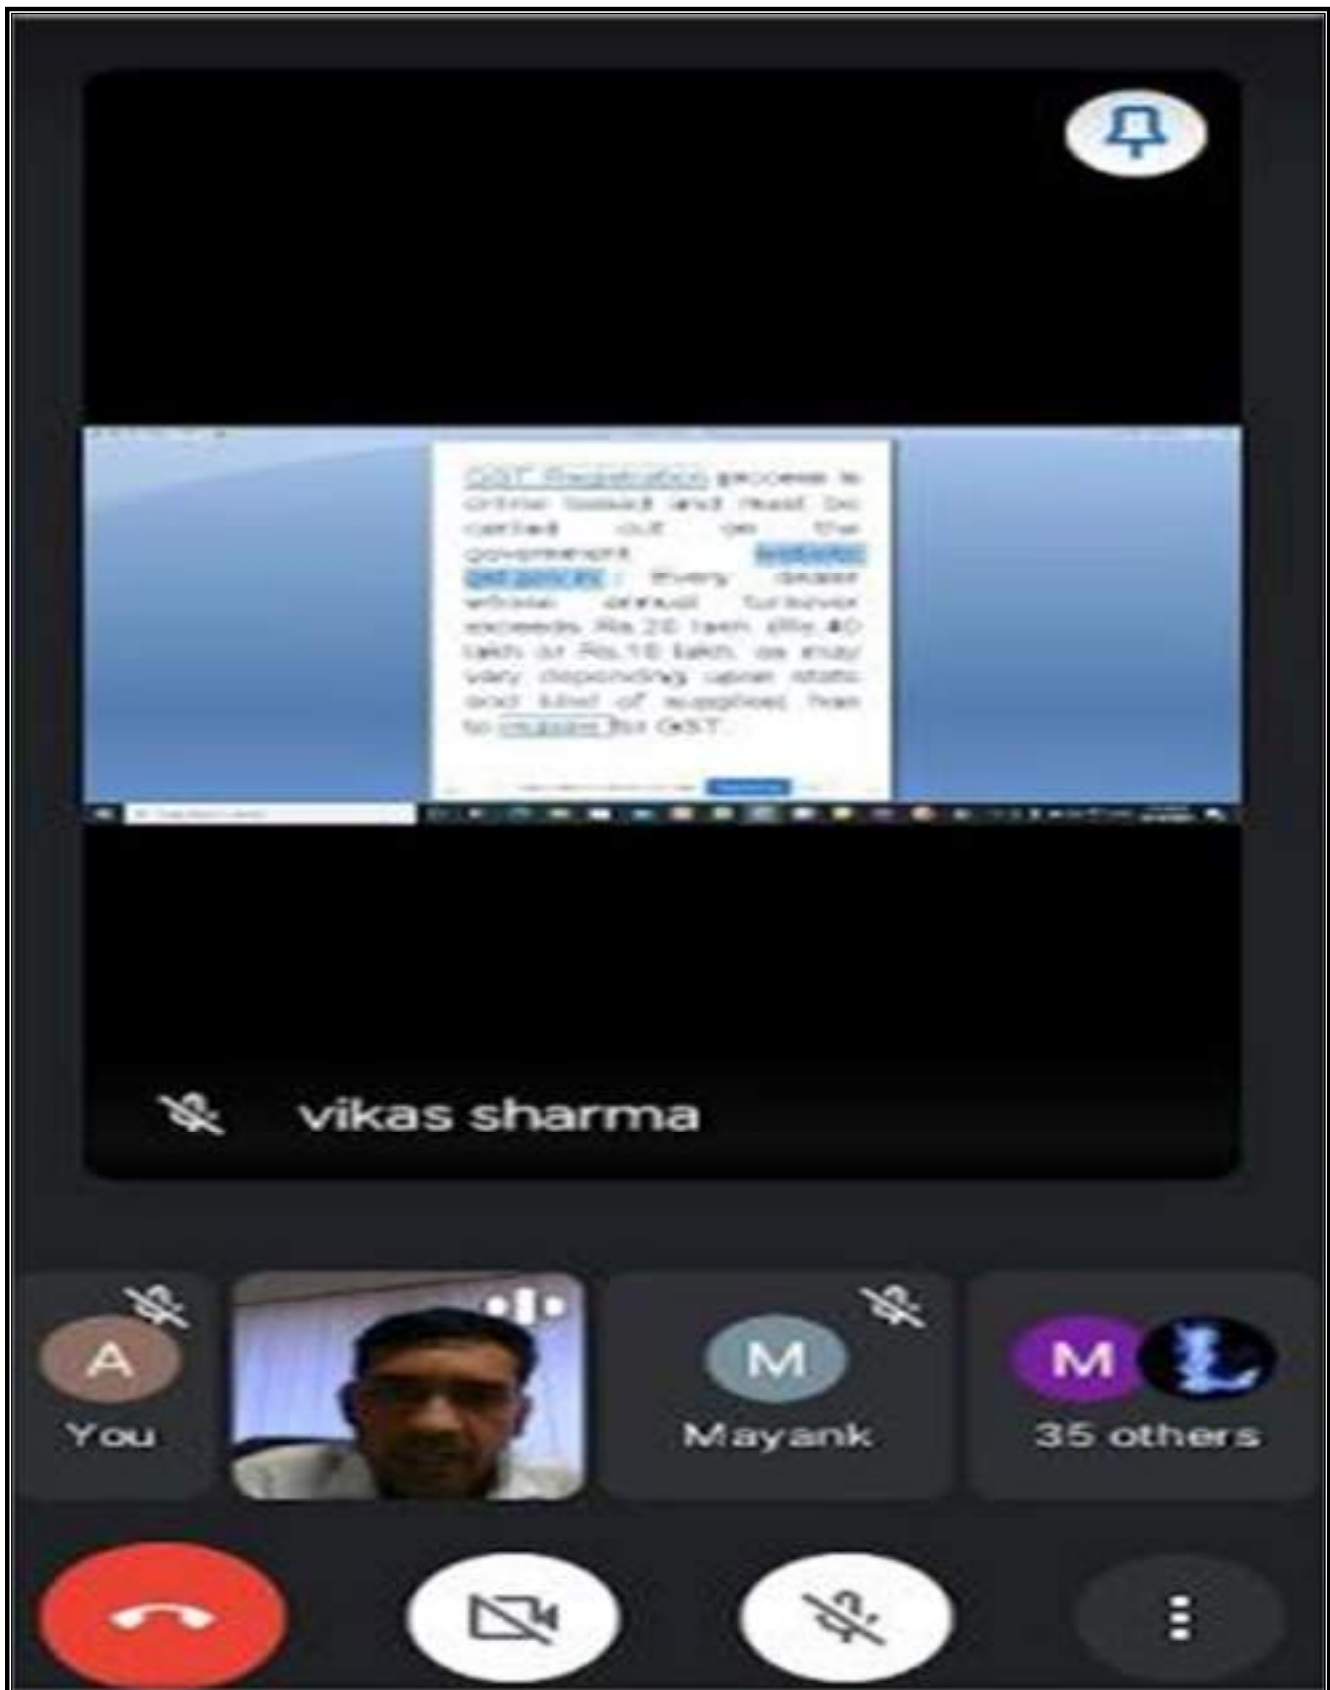 GST Registration process is
online based and must be
carried out on the
government website
gst.gov.in . Every dealer
whose annual turnover
exceeds Rs.20 lakh (Rs.40
lakh or Rs.10 lakh, as may
vary depending upon state
and kind of supplies) has
to register for GST.
vikas sharma
A
You
M
Mayank
M
35 others